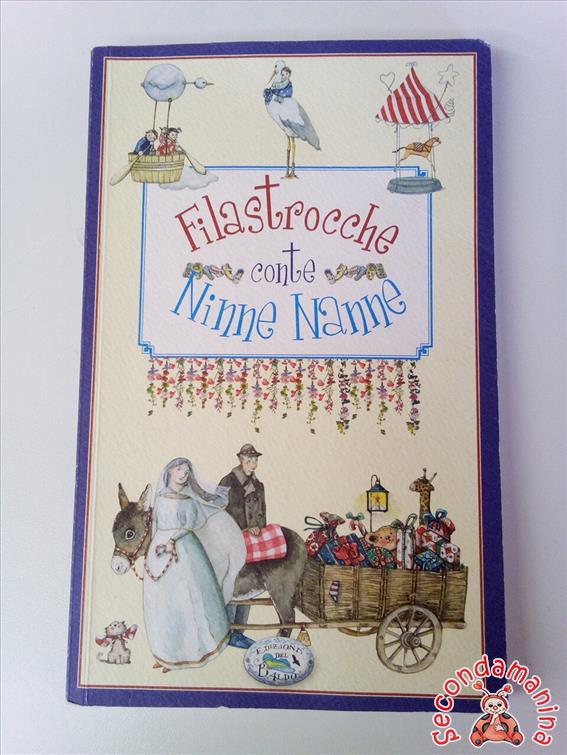 Filastrocche
conte
Ninne Nanne
EDIZIONI
DEL
BALDO
Secondamanina